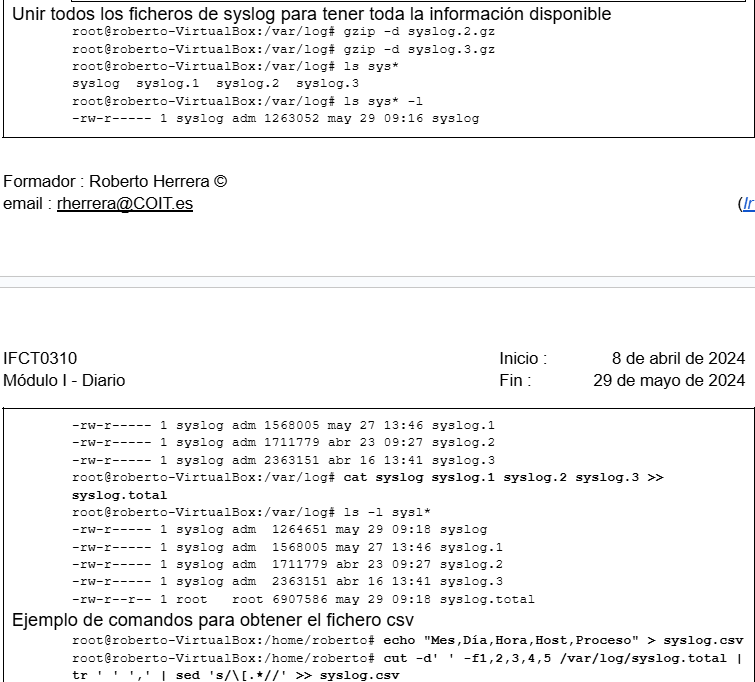 Unir todos los ficheros de syslog para tener toda la información disponible
root@roberto-VirtualBox:/var/log# gzip -d syslog.2.gz
root@roberto-VirtualBox:/var/log# gzip -d syslog.3.gz
root@roberto-VirtualBox:/var/log# ls sys*
syslog  syslog.1  syslog.2  syslog.3
root@roberto-VirtualBox:/var/log# ls sys* -l
-rw-r----- 1 syslog adm 1263052 may 29 09:16 syslog
Formador : Roberto Herrera ©
email : rherrera@COIT.es
(Ir
IFCT0310 Inicio : 8 de abril de 2024
Módulo I - Diario Fin : 29 de mayo de 2024
-rw-r----- 1 syslog adm 1568005 may 27 13:46 syslog.1
-rw-r----- 1 syslog adm 1711779 abr 23 09:27 syslog.2
-rw-r----- 1 syslog adm 2363151 abr 16 13:41 syslog.3
root@roberto-VirtualBox:/var/log# cat syslog syslog.1 syslog.2 syslog.3 >>
syslog.total
root@roberto-VirtualBox:/var/log# ls -l sysl*
-rw-r----- 1 syslog adm  1264651 may 29 09:18 syslog
-rw-r----- 1 syslog adm  1568005 may 27 13:46 syslog.1
-rw-r----- 1 syslog adm  1711779 abr 23 09:27 syslog.2
-rw-r----- 1 syslog adm  2363151 abr 16 13:41 syslog.3
-rw-r--r-- 1 root   root 6907586 may 29 09:18 syslog.total
Ejemplo de comandos para obtener el fichero csv
root@roberto-VirtualBox:/home/roberto# echo "Mes,Día,Hora,Host,Proceso" > syslog.csv
root@roberto-VirtualBox:/home/roberto# cut -d' ' -f1,2,3,4,5 /var/log/syslog.total |
tr ' ' ',' | sed 's/\[.*//' >> syslog.csv